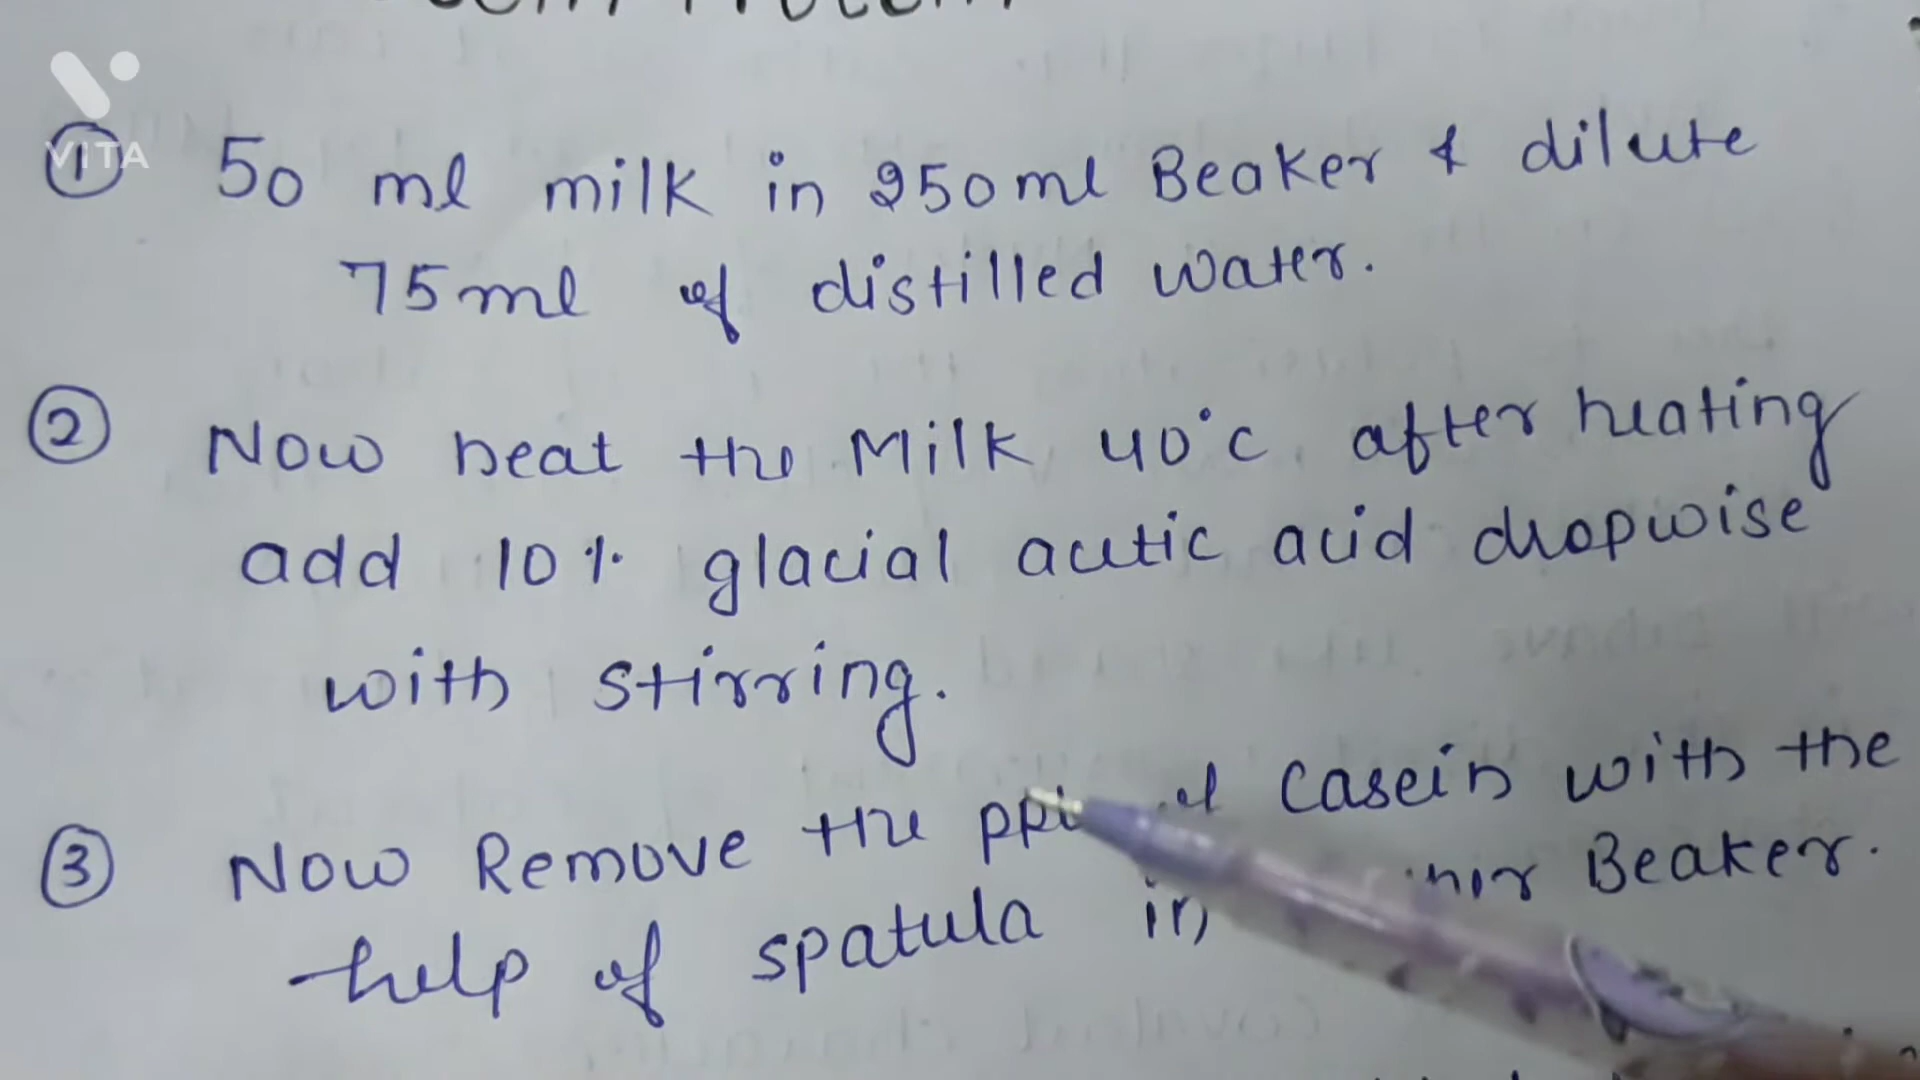 VITA
① 50 ml milk in 250ml Beaker & dilute
75ml of distilled water.
② Now heat the Milk 40°C after heating
add 10% glacial acetic acid dropwise
with stirring.
③ Now Remove the of Casein with the
help of spatula in Beaker.